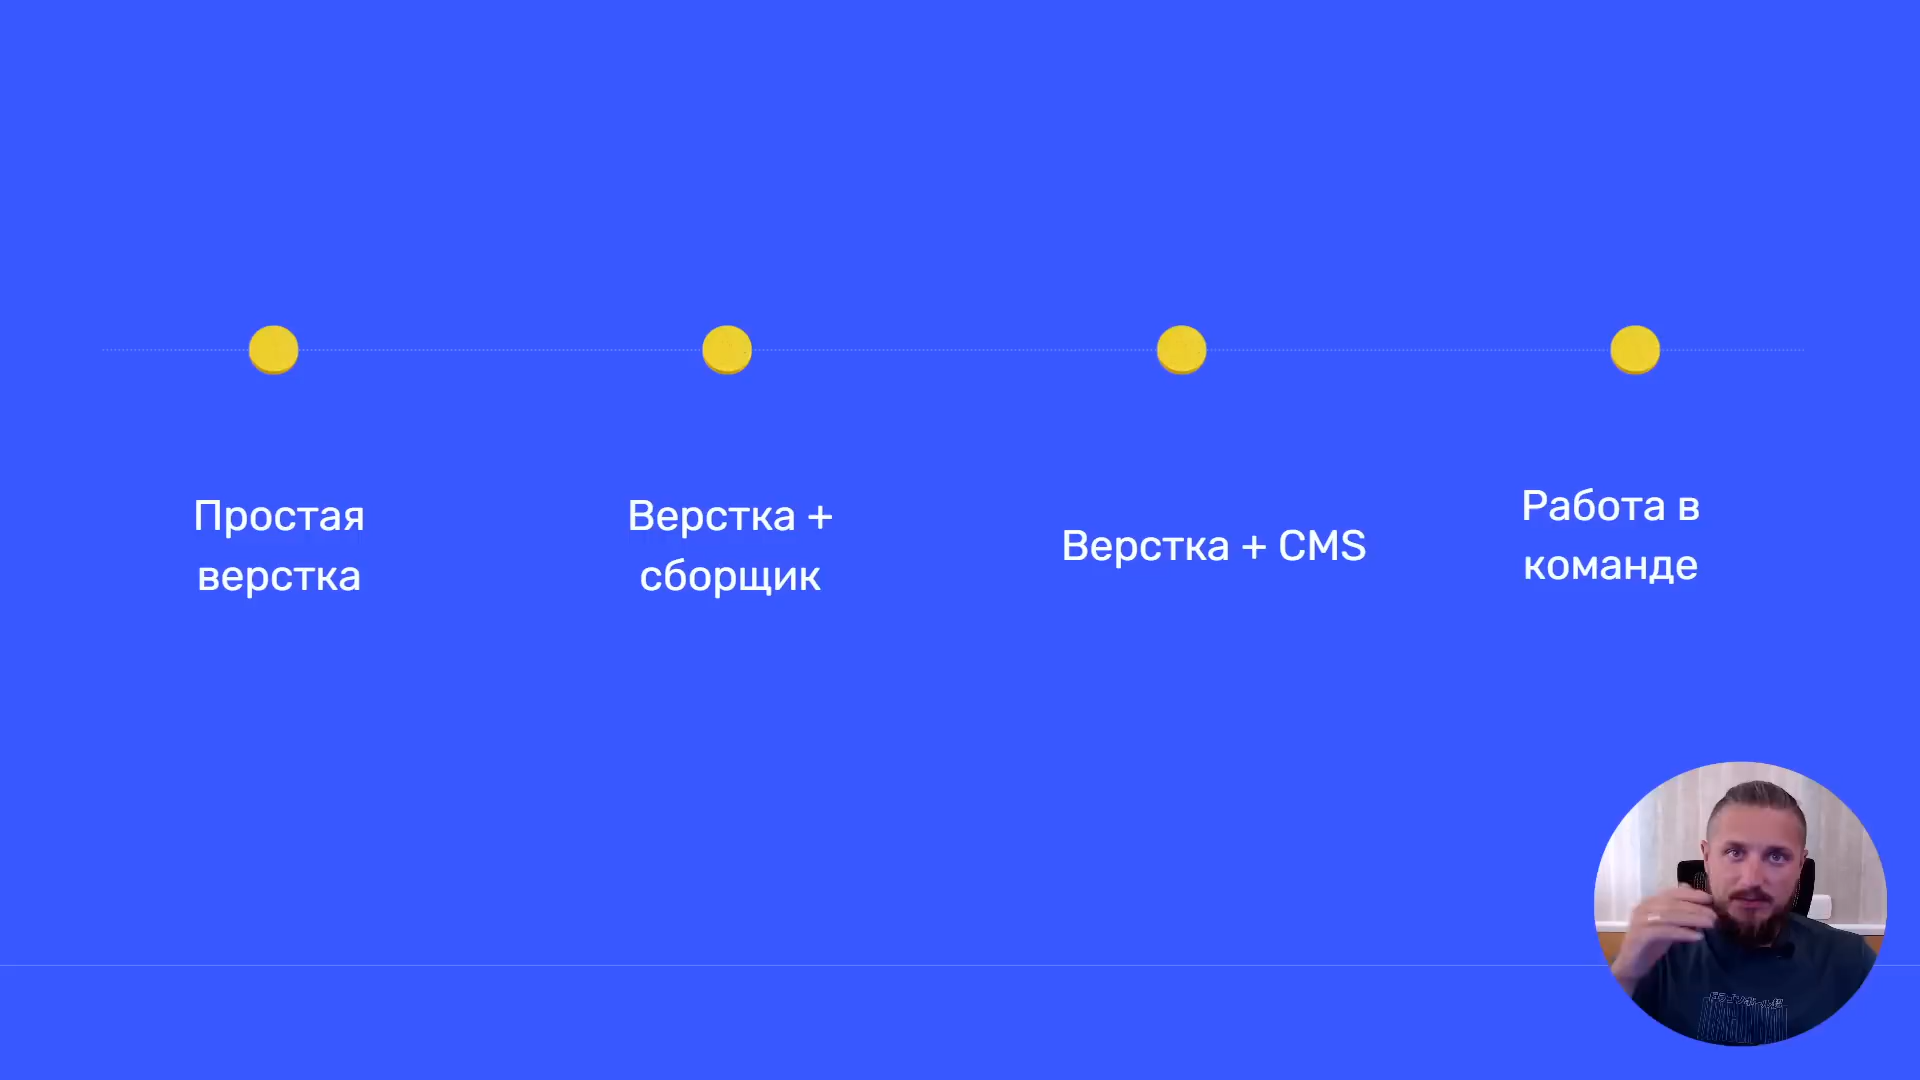 Простая
верстка
Верстка +
сборщик
Верстка + CMS
Работа в
команде